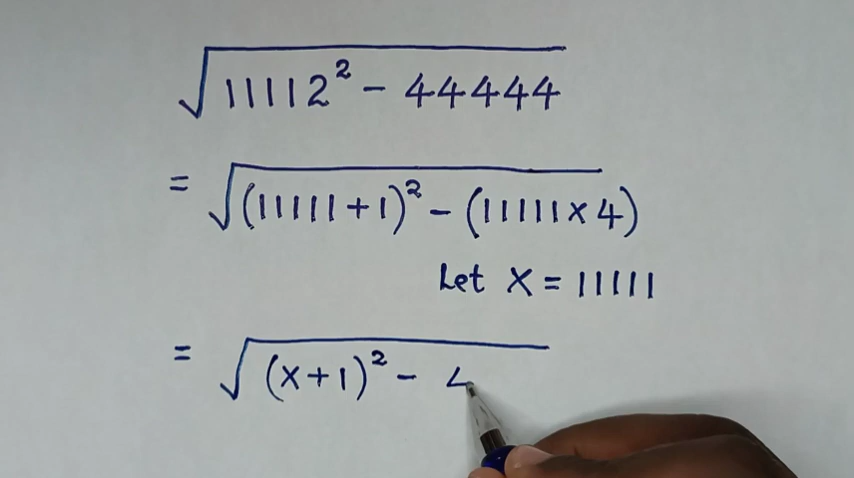 √(11112² - 44444)
= √((11111+1)² - (11111×4))
Let x = 11111
= √((x+1)² - 4